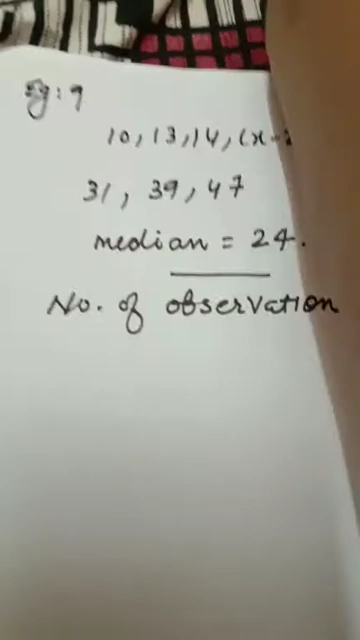 Eg: 9
10, 13, 14, (x-
31, 39, 47
median = 24.
No. of observation